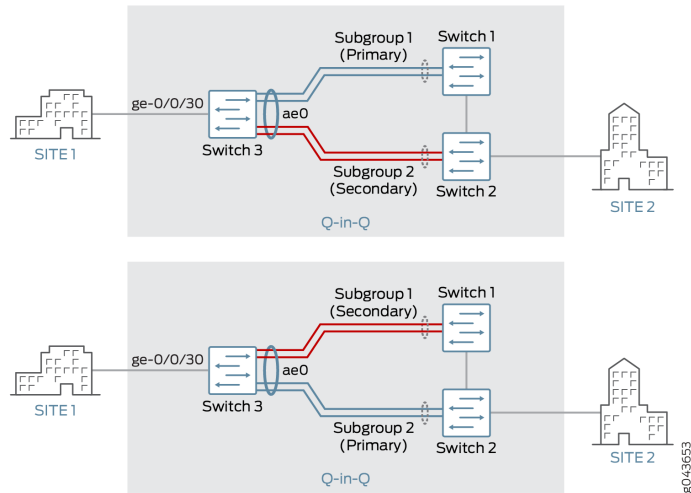 Subgroup 1
(Primary)
Switch 1
ge-0/0/30
ae0
SITE 1
Switch 3
Subgroup 2
(Secondary)
Switch 2
SITE 2
Q-in-Q
Subgroup 1
(Secondary)
Switch 1
ge-0/0/30
ae0
SITE 1
Switch 3
Subgroup 2
(Primary)
Switch 2
SITE 2
Q-in-Q
g043653